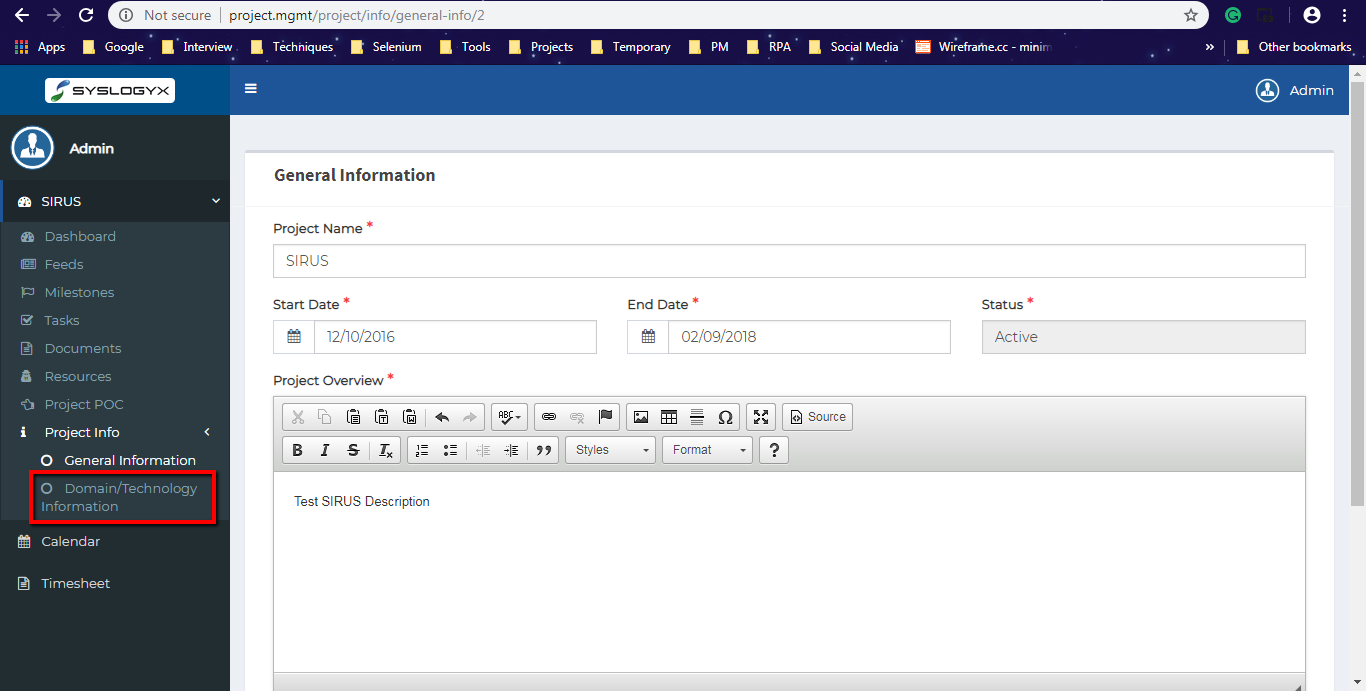 Not secure | project.mgmt/project/info/general-info/2
Apps Google Interview Techniques Selenium Tools Projects Temporary PM RPA Social Media Wireframe.cc - minim » Other bookmarks
SYSLOGYX
Admin
Admin
SIRUS
Dashboard
Feeds
Milestones
Tasks
Documents
Resources
Project POC
Project Info
General Information
Domain/Technology
Information
Calendar
Timesheet
General Information
Project Name *
SIRUS
Start Date * End Date * Status *
12/10/2016 02/09/2018 Active
Project Overview *
ABC Ω Source
B I S Tx Styles Format ?
Test SIRUS Description